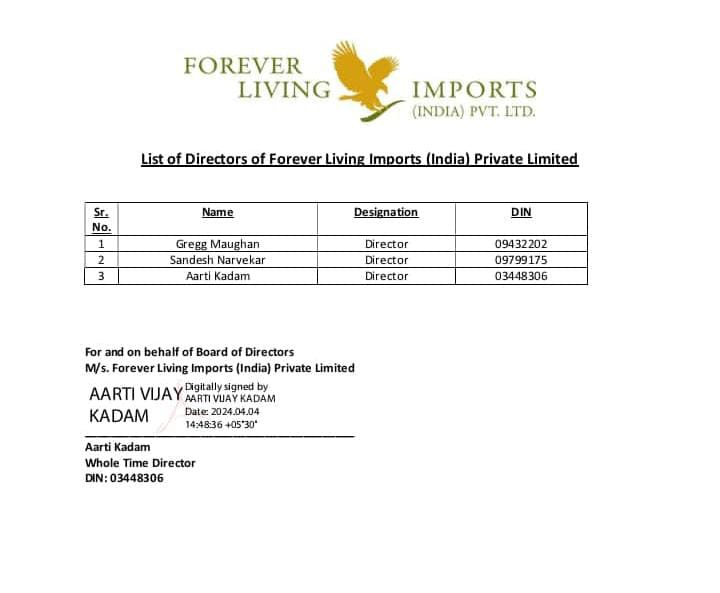 FOREVER
LIVING
IMPORTS
(INDIA) PVT. LTD.
List of Directors of Forever Living Imports (India) Private Limited
Sr. No. Name Designation DIN
1 Gregg Maughan Director 09432202
2 Sandesh Narvekar Director 09799175
3 Aarti Kadam Director 03448306
For and on behalf of Board of Directors
M/s. Forever Living Imports (India) Private Limited
AARTI VIJAY
KADAM
Digitally signed by
AARTI VIJAY KADAM
Date: 2024.04.04
14:48:36 +05'30'
Aarti Kadam
Whole Time Director
DIN: 03448306